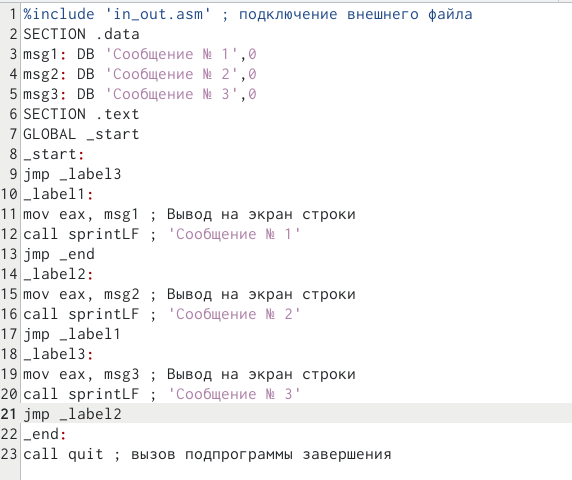 1 %include 'in_out.asm' ; подключение внешнего файла
2 SECTION .data
3 msg1: DB 'Сообщение № 1',0
4 msg2: DB 'Сообщение № 2',0
5 msg3: DB 'Сообщение № 3',0
6 SECTION .text
7 GLOBAL _start
8 _start:
9 jmp _label3
10 _label1:
11 mov eax, msg1 ; Вывод на экран строки
12 call sprintLF ; 'Сообщение № 1'
13 jmp _end
14 _label2:
15 mov eax, msg2 ; Вывод на экран строки
16 call sprintLF ; 'Сообщение № 2'
17 jmp _label1
18 _label3:
19 mov eax, msg3 ; Вывод на экран строки
20 call sprintLF ; 'Сообщение № 3'
21 jmp _label2
22 _end:
23 call quit ; вызов подпрограммы завершения